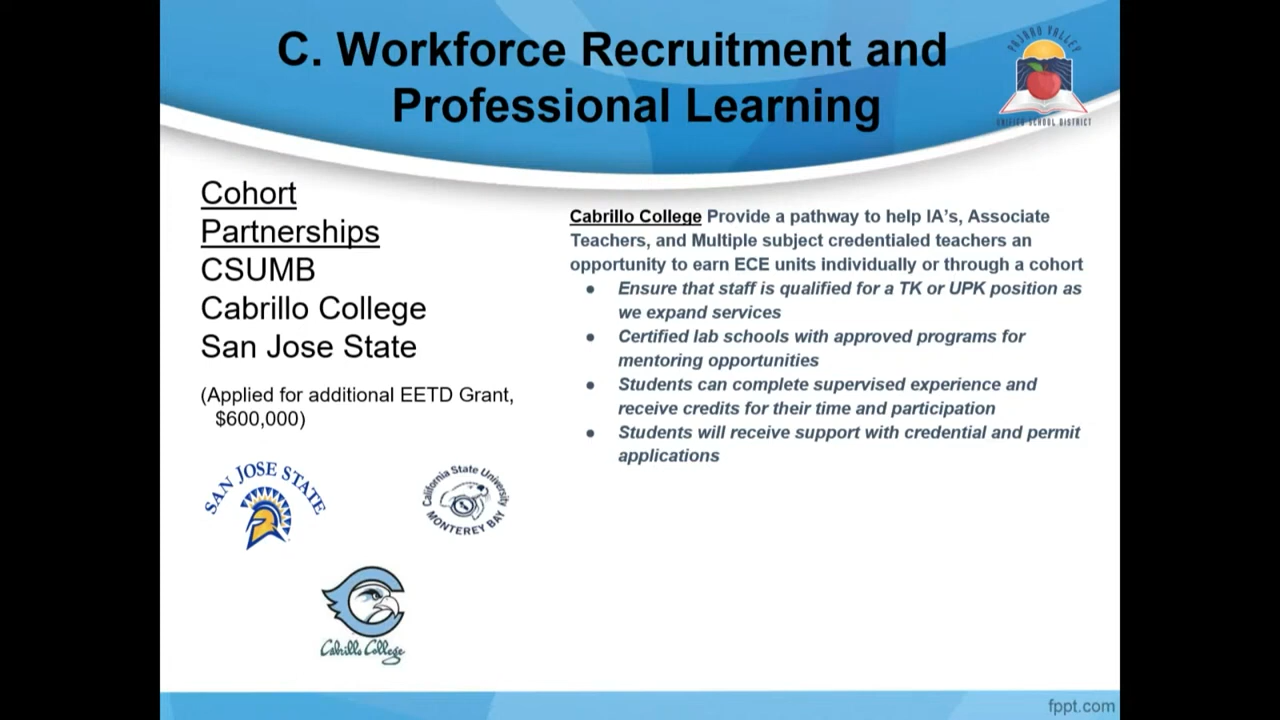 C. Workforce Recruitment and
Professional Learning
PAJARO VALLEY
UNIFIED SCHOOL DISTRICT
Cohort
Partnerships
CSUMB
Cabrillo College
San Jose State
(Applied for additional EETD Grant,
$600,000)
SAN JOSE STATE
California State University
MONTEREY BAY
Cabrillo College
Cabrillo College Provide a pathway to help IA’s, Associate
Teachers, and Multiple subject credentialed teachers an
opportunity to earn ECE units individually or through a cohort
● Ensure that staff is qualified for a TK or UPK position as
we expand services
● Certified lab schools with approved programs for
mentoring opportunities
● Students can complete supervised experience and
receive credits for their time and participation
● Students will receive support with credential and permit
applications
fppt.com